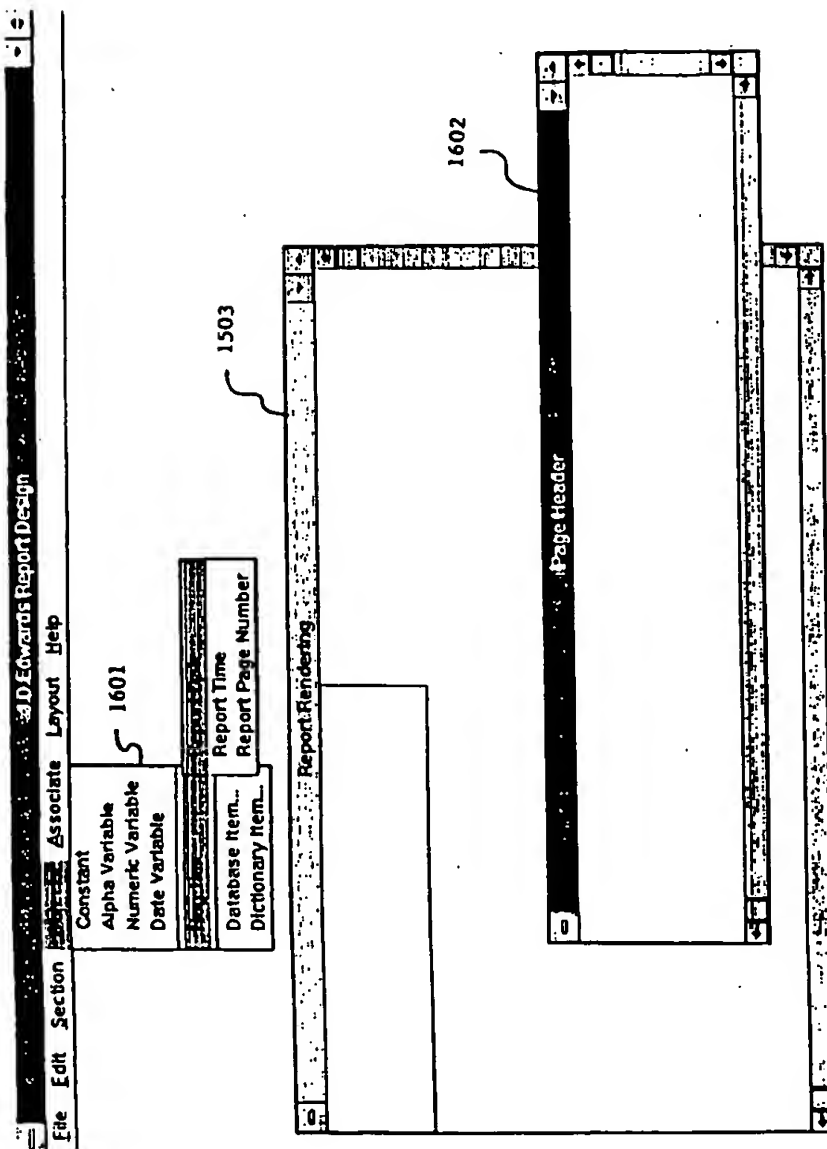 J D Edwards Report Design
File Edit Section Associate Layout Help
Constant
Alpha Variable
Numeric Variable
Date Variable
1601
Report Time
Report Page Number
Database Item...
Dictionary Item...
1503
Report Rendering
1602
Page Header